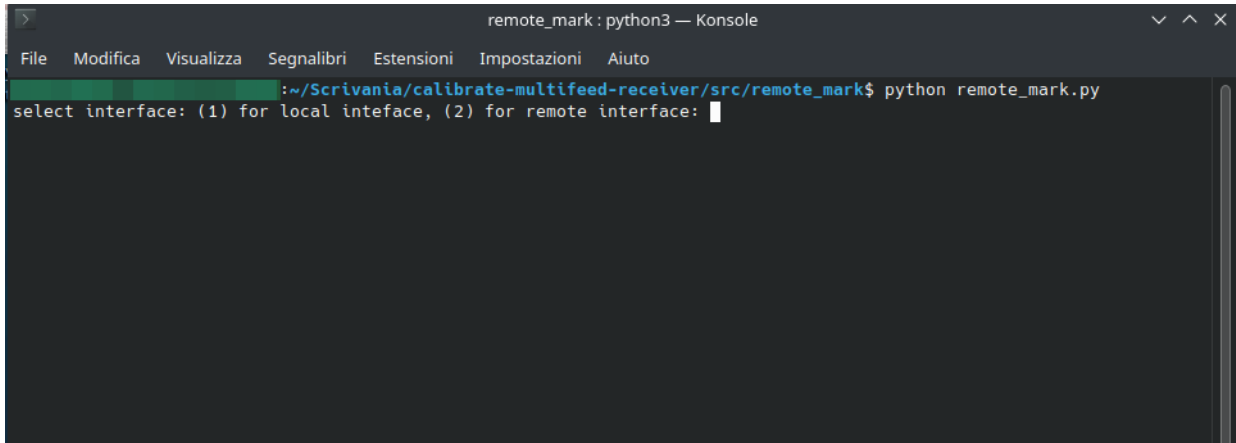 remote_mark : python3 — Konsole
File Modifica Visualizza Segnalibri Estensioni Impostazioni Aiuto
:~/Scrivania/calibrate-multifeed-receiver/src/remote_mark$ python remote_mark.py
select interface: (1) for local inteface, (2) for remote interface: